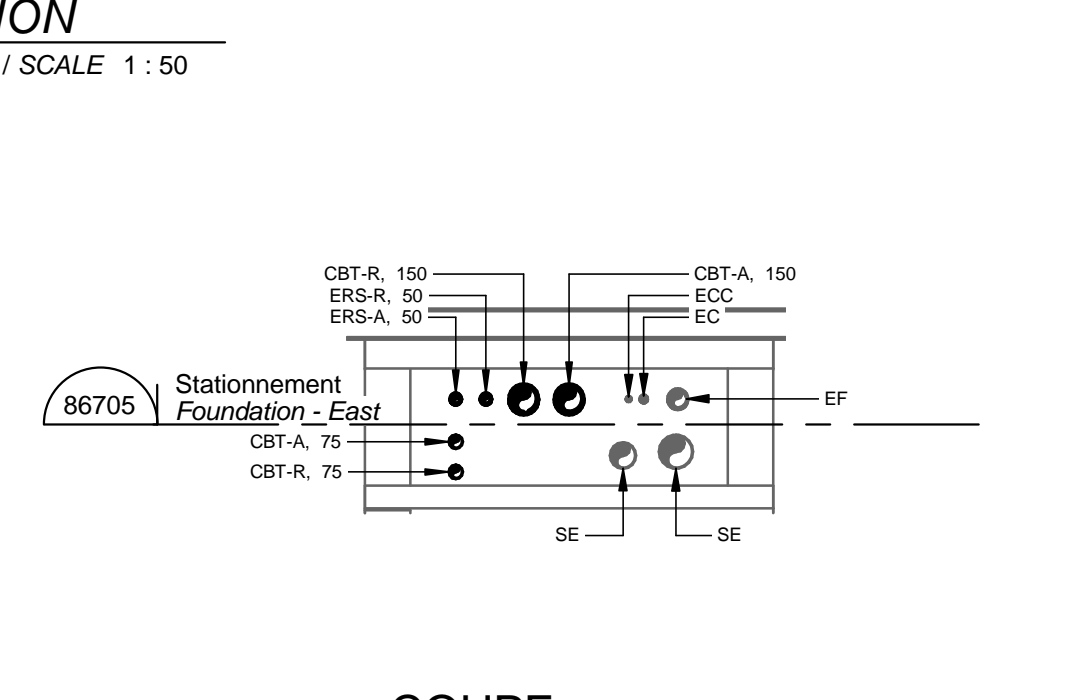 ION
/ SCALE 1 : 50
CBT-R, 150
ERS-R, 50
ERS-A, 50
CBT-A, 150
ECC
EC
86705
Stationnement
Foundation - East
EF
CBT-A, 75
CBT-R, 75
SE
SE
COUPE